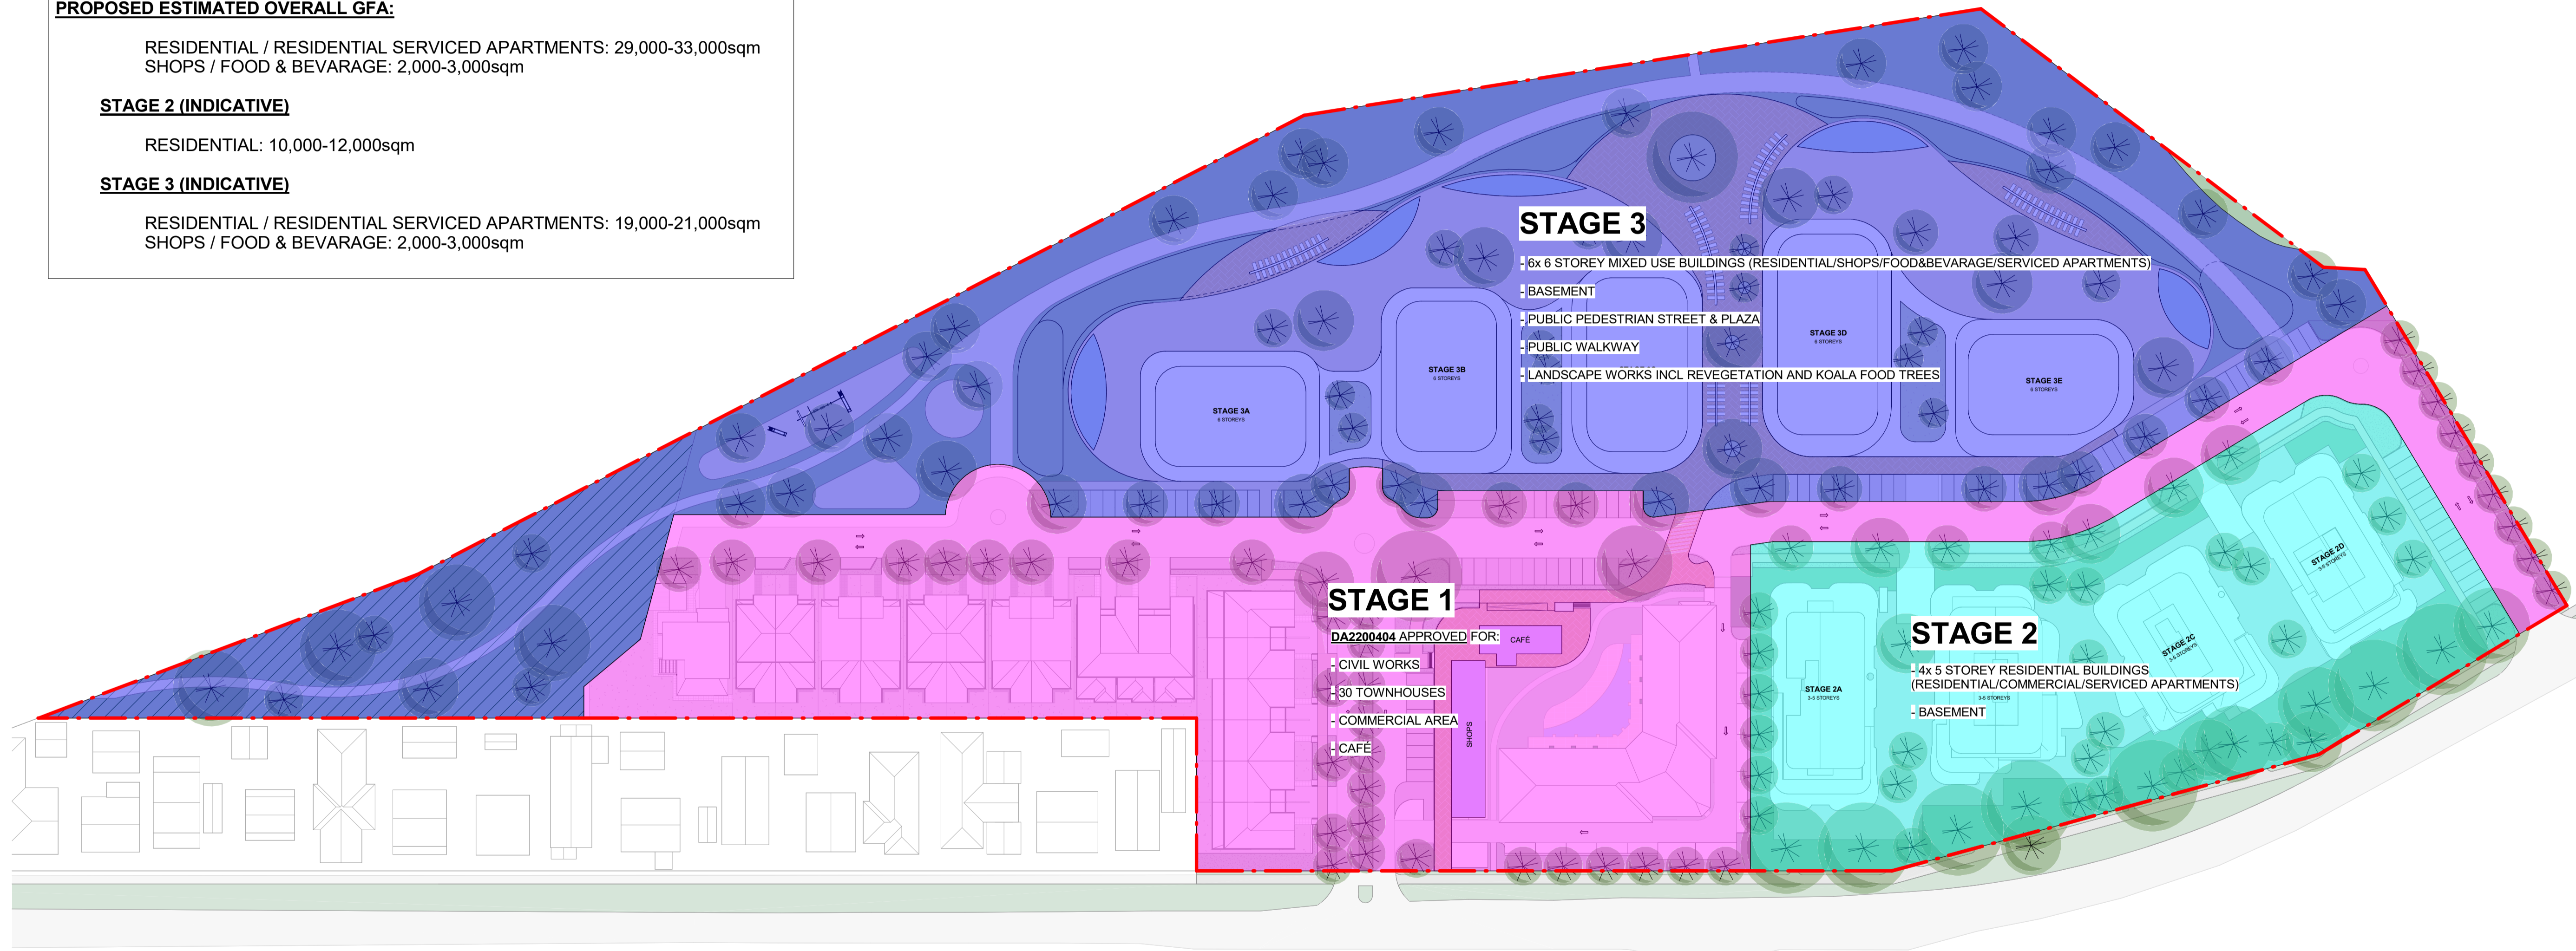 PROPOSED ESTIMATED OVERALL GFA:
RESIDENTIAL / RESIDENTIAL SERVICED APARTMENTS: 29,000-33,000sqm
SHOPS / FOOD & BEVARAGE: 2,000-3,000sqm
STAGE 2 (INDICATIVE)
RESIDENTIAL: 10,000-12,000sqm
STAGE 3 (INDICATIVE)
RESIDENTIAL / RESIDENTIAL SERVICED APARTMENTS: 19,000-21,000sqm
SHOPS / FOOD & BEVARAGE: 2,000-3,000sqm
STAGE 3
- 6x 6 STOREY MIXED USE BUILDINGS (RESIDENTIAL/SHOPS/FOOD&BEVARAGE/SERVICED APARTMENTS)
- BASEMENT
- PUBLIC PEDESTRIAN STREET & PLAZA
- PUBLIC WALKWAY
- LANDSCAPE WORKS INCL REVEGETATION AND KOALA FOOD TREES
STAGE 3A
6 STOREYS
STAGE 3B
6 STOREYS
STAGE 3D
6 STOREYS
STAGE 3E
6 STOREYS
STAGE 1
DA2200404 APPROVED FOR:
- CIVIL WORKS
- 30 TOWNHOUSES
- COMMERCIAL AREA
- CAFÉ
CAFÉ
SHOPS
STAGE 2
- 4x 5 STOREY RESIDENTIAL BUILDINGS
(RESIDENTIAL/COMMERCIAL/SERVICED APARTMENTS)
- BASEMENT
STAGE 2A
3-5 STOREYS
3-5 STOREYS
STAGE 2C
3-5 STOREYS
STAGE 2D
3-5 STOREYS